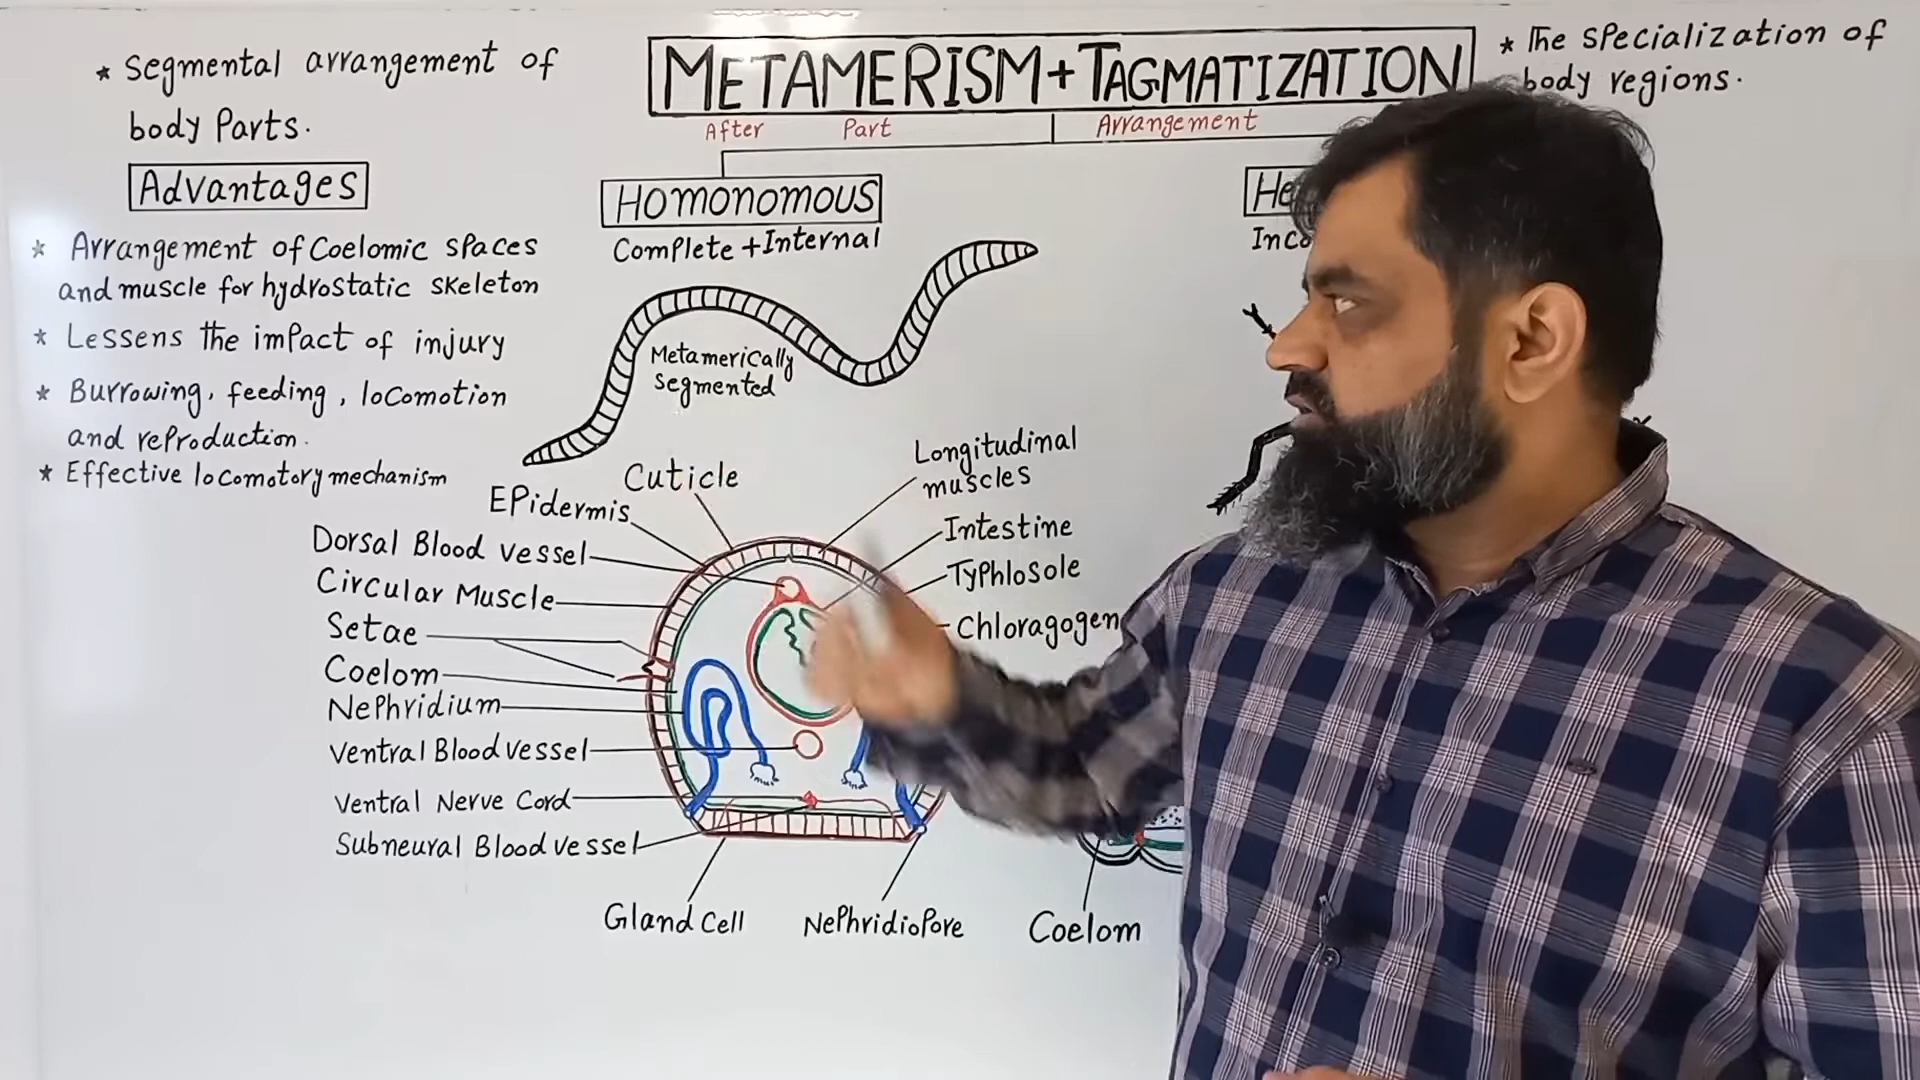 * Segmental arrangement of
body Parts.
METAMERISM + TAGMATIZATION
After Part Arrangement
* The specialization of
body regions.
Advantages
* Arrangement of Coelomic spaces
and muscle for hydrostatic skeleton
* Lessens the impact of injury
* Burrowing, feeding, locomotion
and reproduction.
* Effective locomotory mechanism
Homonomous
Complete + Internal
Metamerically
segmented
Cuticle
Epidermis
Dorsal Blood vessel
Circular Muscle
Setae
Coelom
Nephridium
Ventral Blood vessel
Ventral Nerve Cord
Subneural Blood vessel
Gland Cell
Nephridiopore
Longitudinal
muscles
Intestine
Typhlosole
Chloragogen
Coelom